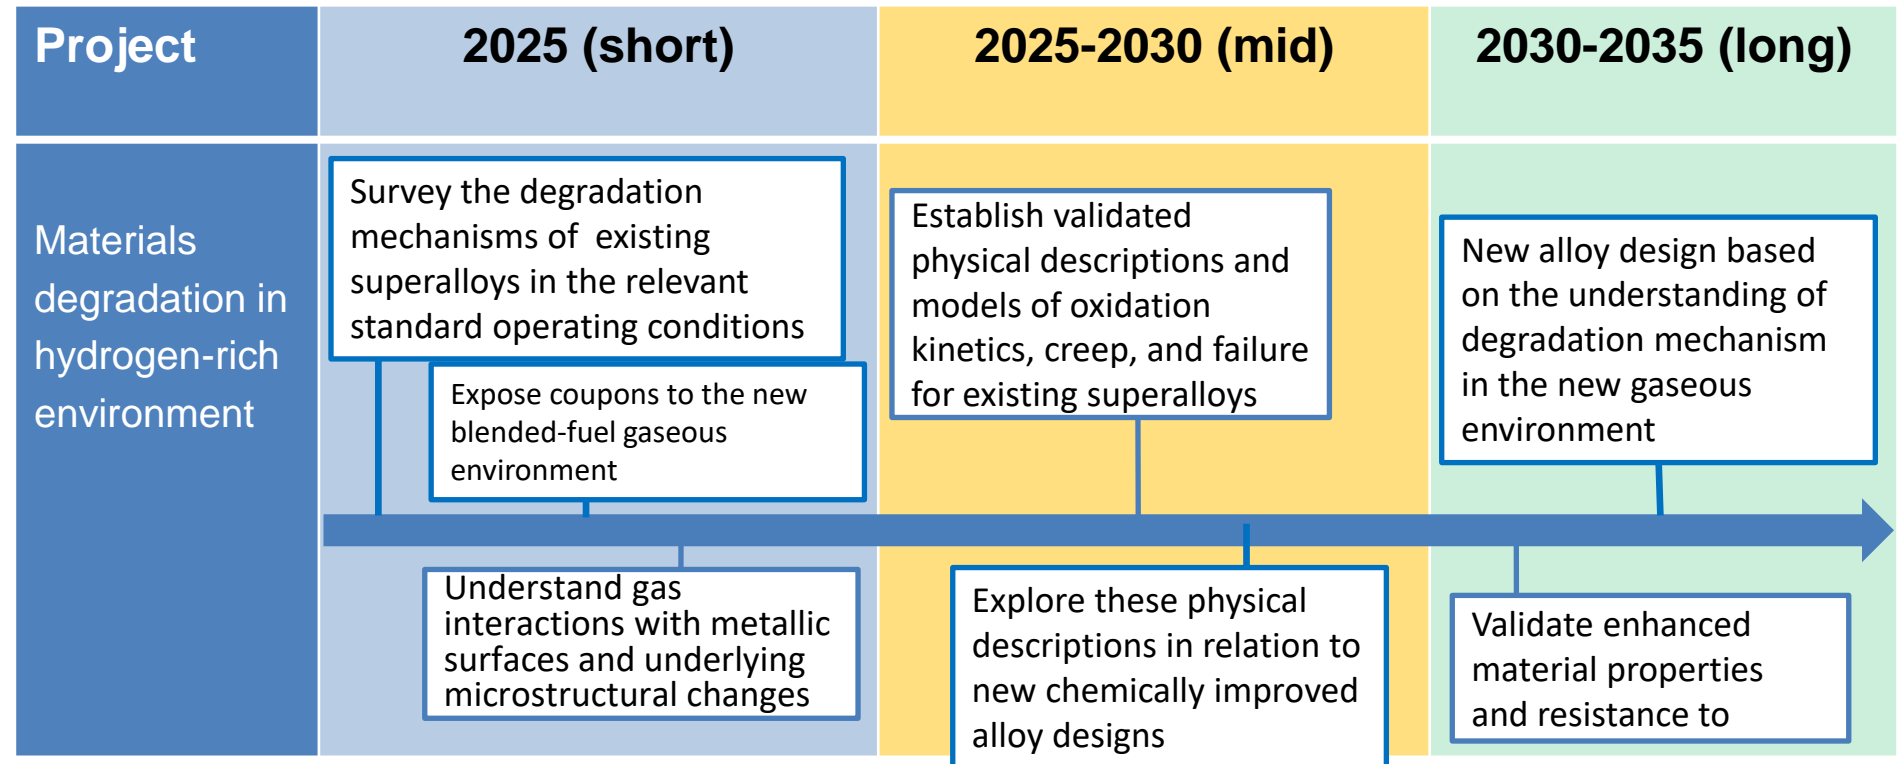 Project
2025 (short)
2025-2030 (mid)
2030-2035 (long)
Materials
degradation in
hydrogen-rich
environment
Survey the degradation
mechanisms of existing
superalloys in the relevant
standard operating conditions
Expose coupons to the new
blended-fuel gaseous
environment
Understand gas
interactions with metallic
surfaces and underlying
microstructural changes
Establish validated
physical descriptions and
models of oxidation
kinetics, creep, and failure
for existing superalloys
Explore these physical
descriptions in relation to
new chemically improved
alloy designs
New alloy design based
on the understanding of
degradation mechanism
in the new gaseous
environment
Validate enhanced
material properties
and resistance to